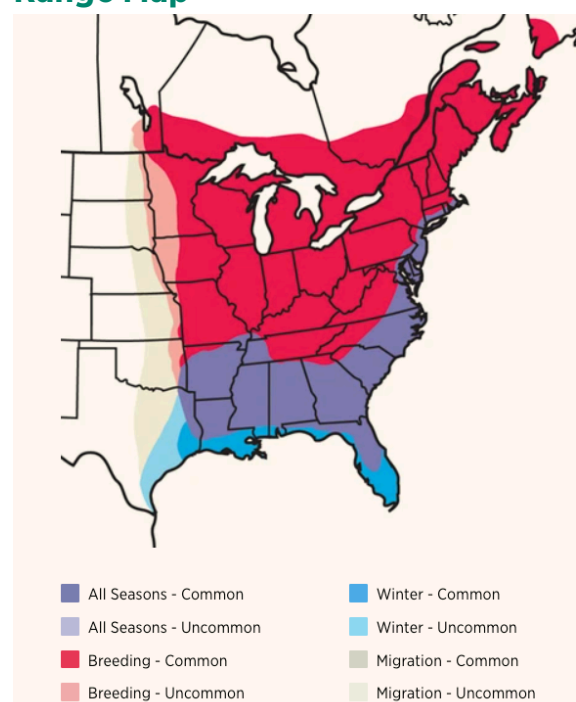 Range Map
All Seasons - Common
Winter - Common
All Seasons - Uncommon
Winter - Uncommon
Breeding - Common
Migration - Common
Breeding - Uncommon
Migration - Uncommon